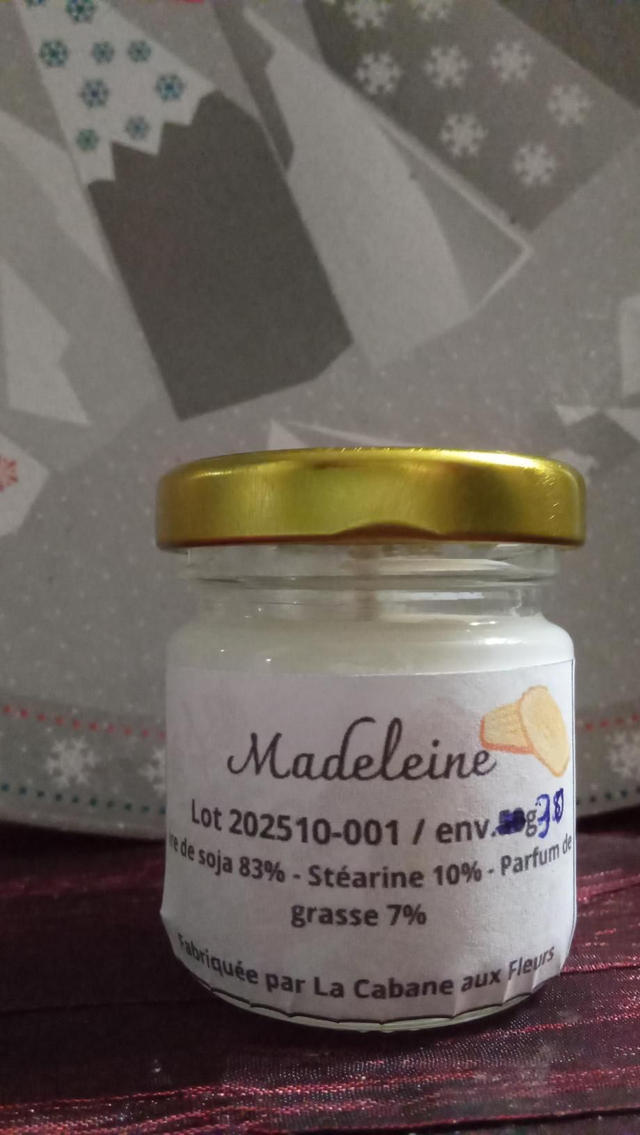 Madeleine
Lot 202510-001 / env. g30
re de soja 83% - Stéarine 10% - Parfum de
grasse 7%
Fabriquée par La Cabane aux Fleurs